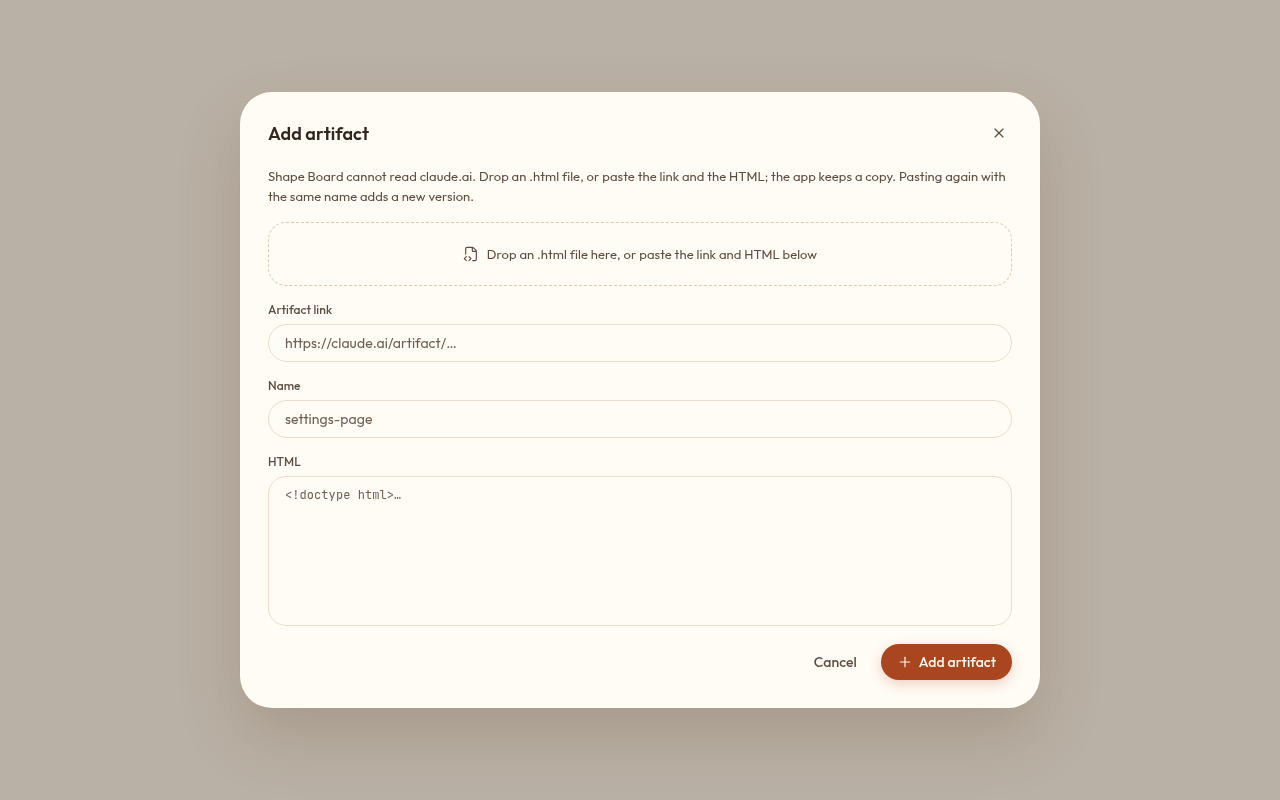 Add artifact
Shape Board cannot read claude.ai. Drop an .html file, or paste the link and the HTML; the app keeps a copy. Pasting again with
the same name adds a new version.
Drop an .html file here, or paste the link and HTML below
Artifact link
https://claude.ai/artifact/…
Name
settings-page
HTML
<!doctype html>…
Cancel
Add artifact